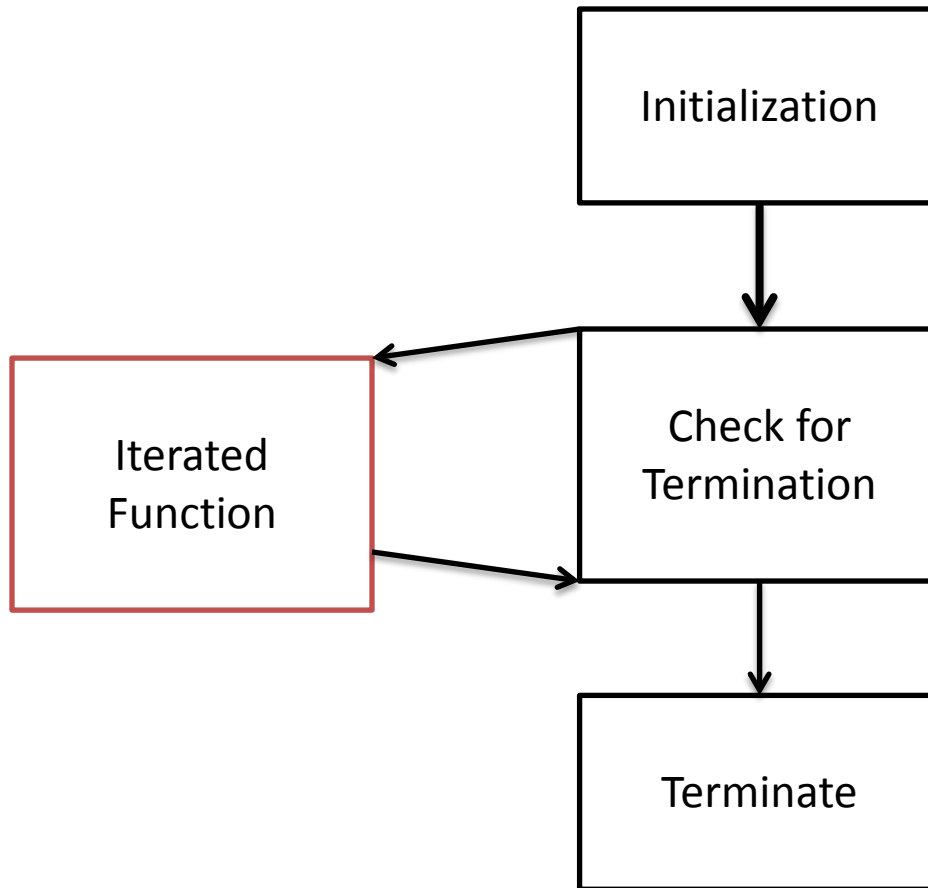 Initialization
Check for
Termination
Iterated
Function
Terminate